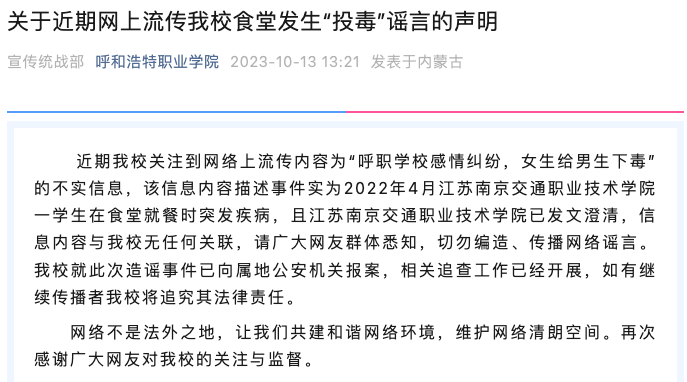 关于近期网上流传我校食堂发生“投毒”谣言的声明
宣传统战部 呼和浩特职业学院 2023-10-13 13:21 发表于内蒙古
近期我校关注到网络上流传内容为“呼职学校感情纠纷，女生给男生下毒”
的不实信息，该信息内容描述事件实为2022年4月江苏南京交通职业技术学院
一学生在食堂就餐时突发疾病，且江苏南京交通职业技术学院已发文澄清，信
息内容与我校无任何关联，请广大网友群体悉知，切勿编造、传播网络谣言。
我校就此次造谣事件已向属地公安机关报案，相关追查工作已经开展，如有继
续传播者我校将追究其法律责任。
网络不是法外之地，让我们共建和谐网络环境，维护网络清朗空间。再次
感谢广大网友对我校的关注与监督。